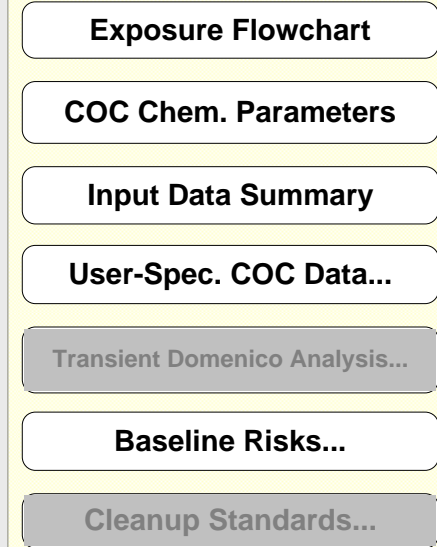 Exposure Flowchart
COC Chem. Parameters
Input Data Summary
User-Spec. COC Data...
Transient Domenico Analysis...
Baseline Risks...
Cleanup Standards...